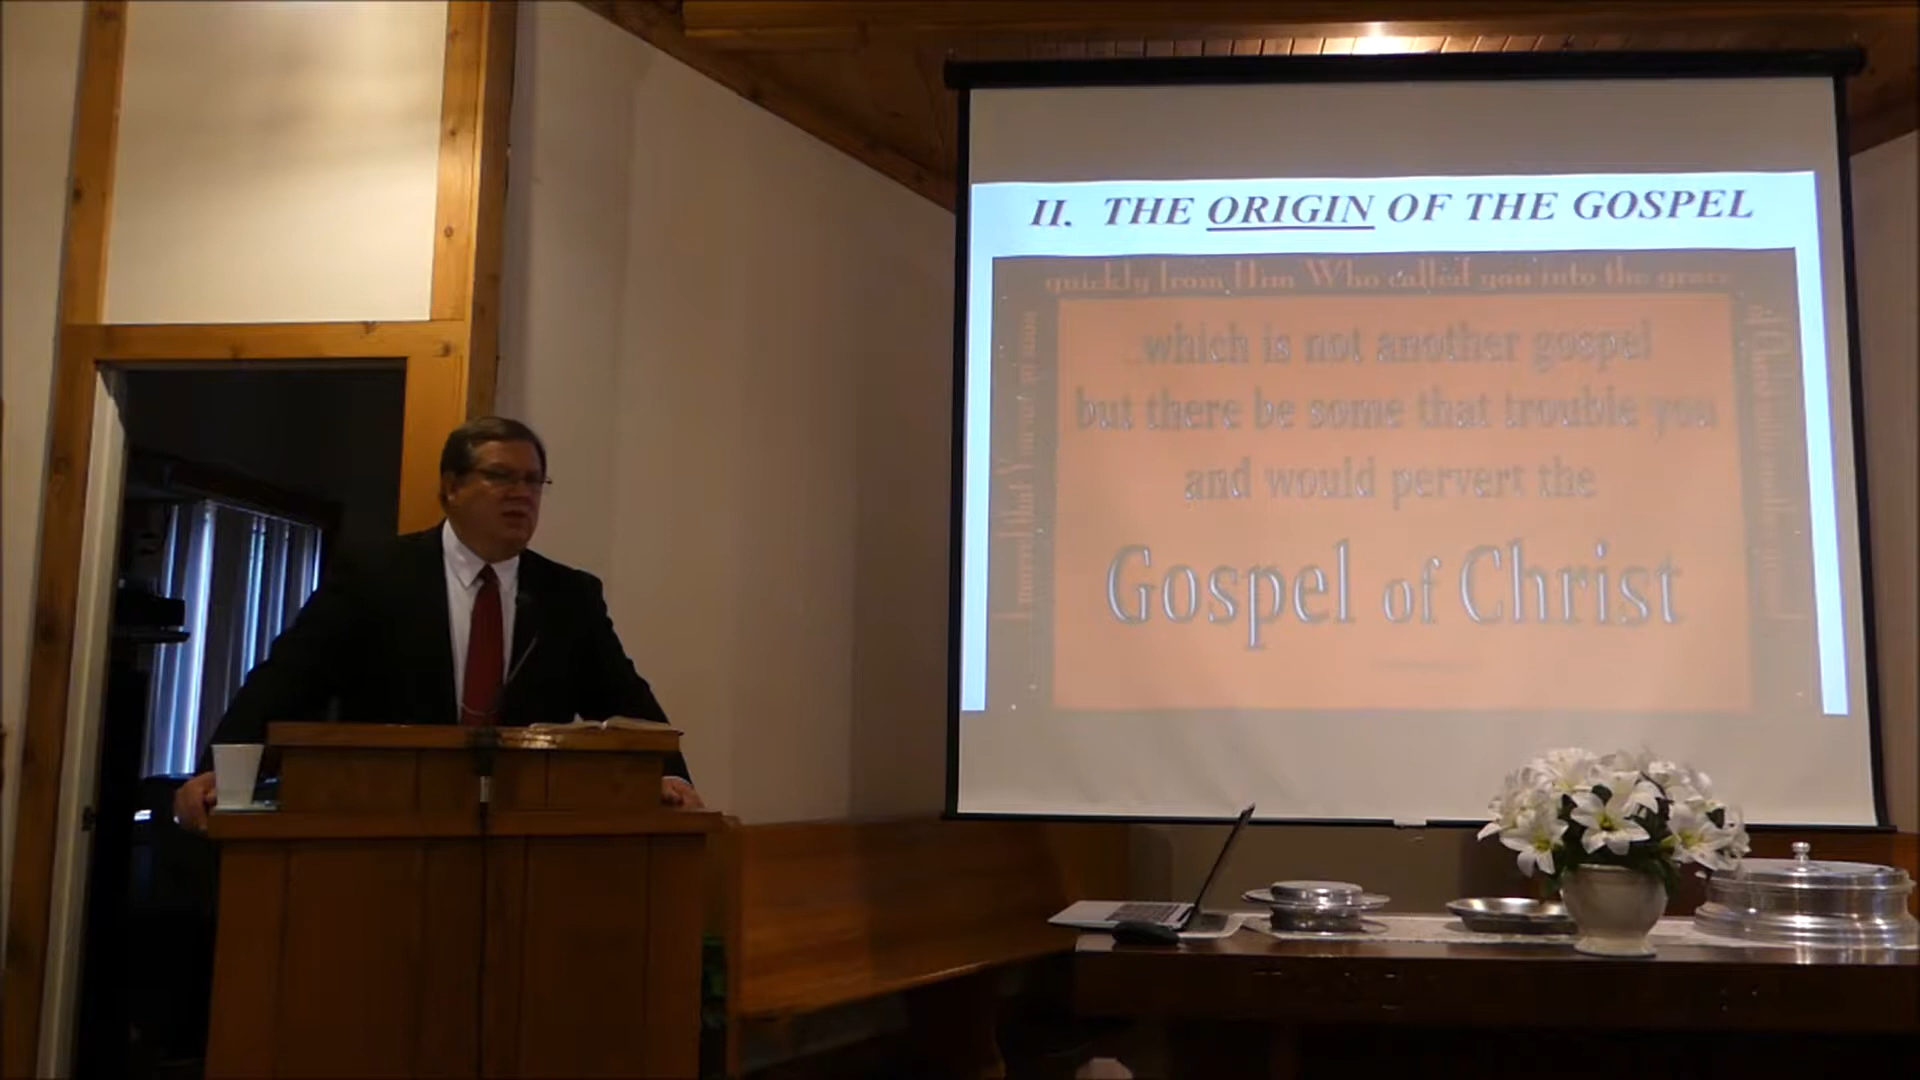 II. THE ORIGIN OF THE GOSPEL
quickly from Him Who called you into the grace
which is not another gospel
but there be some that trouble you
and would pervert the
Gospel of Christ